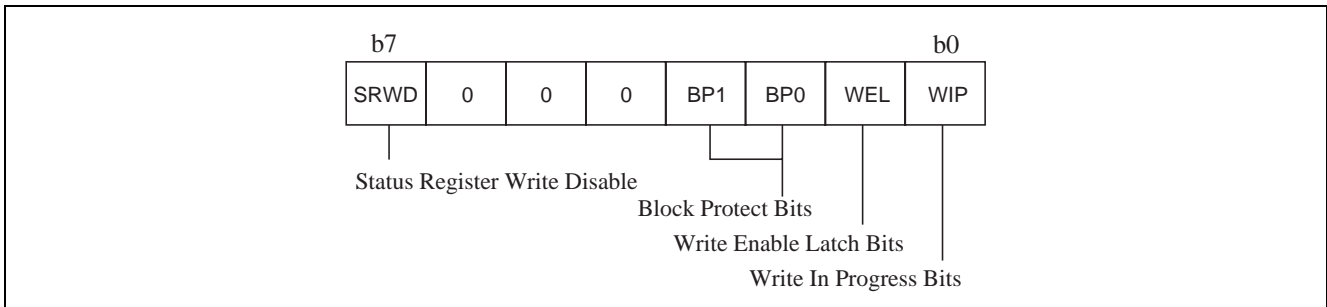 b7 b0
SRWD 0 0 0 BP1 BP0 WEL WIP
Status Register Write Disable
Block Protect Bits
Write Enable Latch Bits
Write In Progress Bits